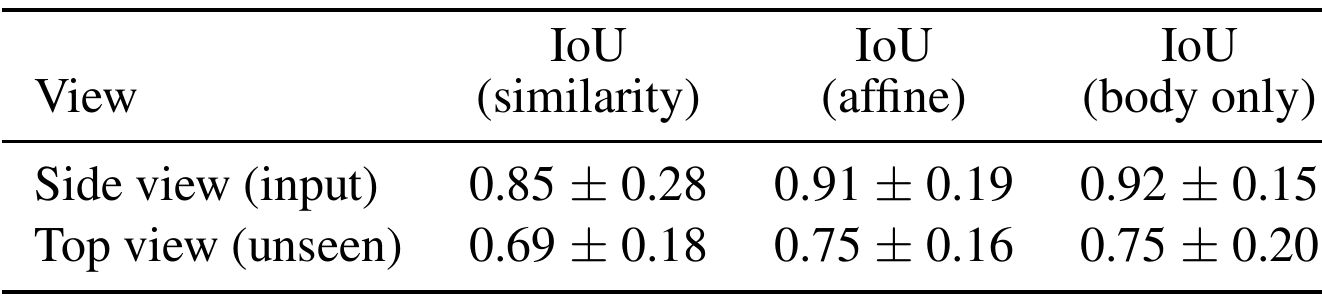 IoU IoU IoU
View (similarity) (affine) (body only)
Side view (input) 0.85 ± 0.28 0.91 ± 0.19 0.92 ± 0.15
Top view (unseen) 0.69 ± 0.18 0.75 ± 0.16 0.75 ± 0.20